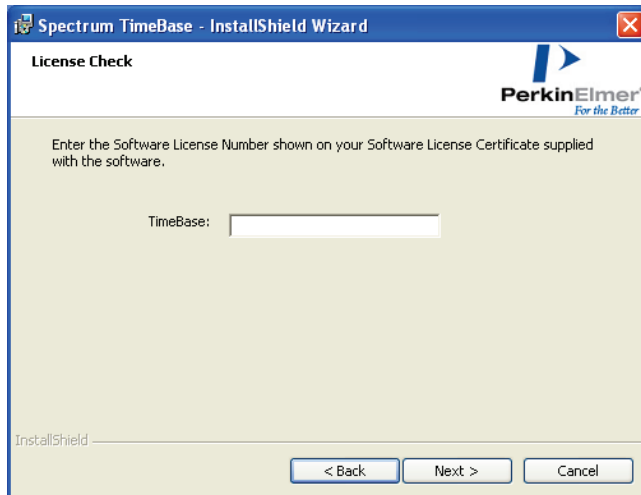 Spectrum TimeBase - InstallShield Wizard
License Check
PerkinElmer
For the Better
Enter the Software License Number shown on your Software License Certificate supplied
with the software.
TimeBase:
InstallShield
< Back
Next >
Cancel